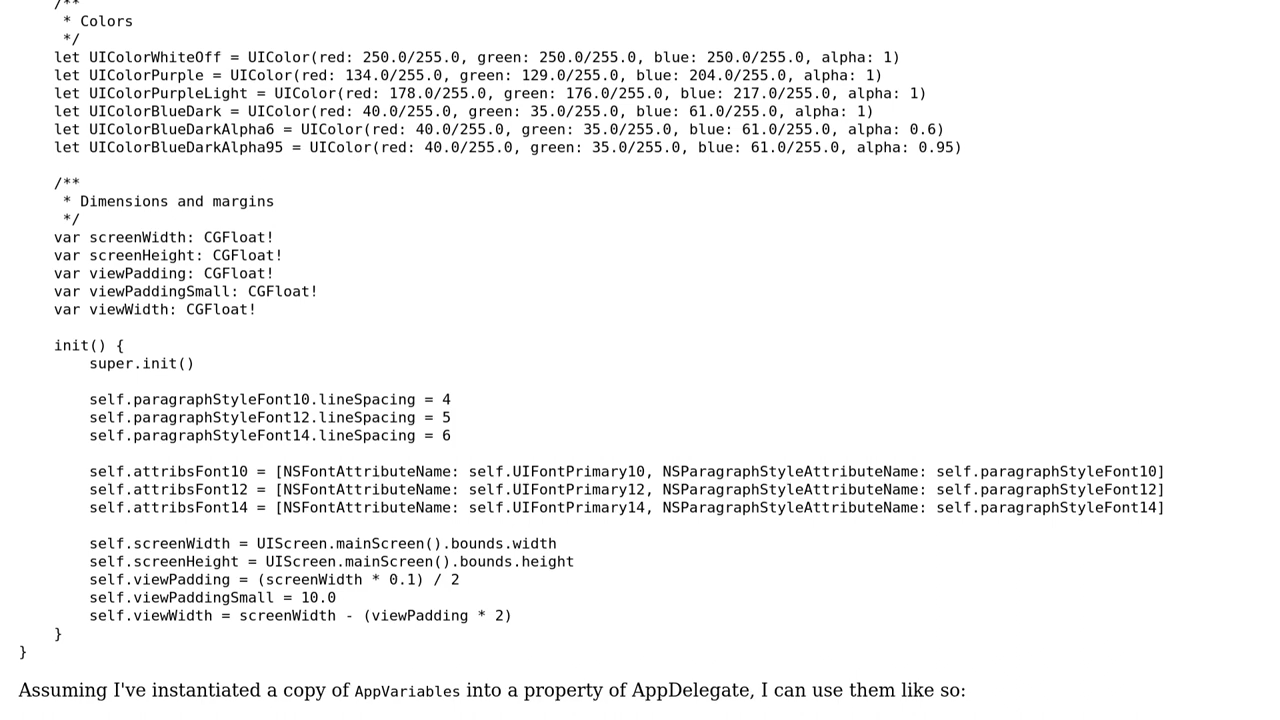 /**
 * Colors
 */
let UIColorWhiteOff = UIColor(red: 250.0/255.0, green: 250.0/255.0, blue: 250.0/255.0, alpha: 1)
let UIColorPurple = UIColor(red: 134.0/255.0, green: 129.0/255.0, blue: 204.0/255.0, alpha: 1)
let UIColorPurpleLight = UIColor(red: 178.0/255.0, green: 176.0/255.0, blue: 217.0/255.0, alpha: 1)
let UIColorBlueDark = UIColor(red: 40.0/255.0, green: 35.0/255.0, blue: 61.0/255.0, alpha: 1)
let UIColorBlueDarkAlpha6 = UIColor(red: 40.0/255.0, green: 35.0/255.0, blue: 61.0/255.0, alpha: 0.6)
let UIColorBlueDarkAlpha95 = UIColor(red: 40.0/255.0, green: 35.0/255.0, blue: 61.0/255.0, alpha: 0.95)
/**
 * Dimensions and margins
 */
var screenWidth: CGFloat!
var screenHeight: CGFloat!
var viewPadding: CGFloat!
var viewPaddingSmall: CGFloat!
var viewWidth: CGFloat!
init() {
super.init()
self.paragraphStyleFont10.lineSpacing = 4
self.paragraphStyleFont12.lineSpacing = 5
self.paragraphStyleFont14.lineSpacing = 6
self.attribsFont10 = [NSFontAttributeName: self.UIFontPrimary10, NSParagraphStyleAttributeName: self.paragraphStyleFont10]
self.attribsFont12 = [NSFontAttributeName: self.UIFontPrimary12, NSParagraphStyleAttributeName: self.paragraphStyleFont12]
self.attribsFont14 = [NSFontAttributeName: self.UIFontPrimary14, NSParagraphStyleAttributeName: self.paragraphStyleFont14]
self.screenWidth = UIScreen.mainScreen().bounds.width
self.screenHeight = UIScreen.mainScreen().bounds.height
self.viewPadding = (screenWidth * 0.1) / 2
self.viewPaddingSmall = 10.0
self.viewWidth = screenWidth - (viewPadding * 2)
}
}
Assuming I've instantiated a copy of AppVariables into a property of AppDelegate, I can use them like so: